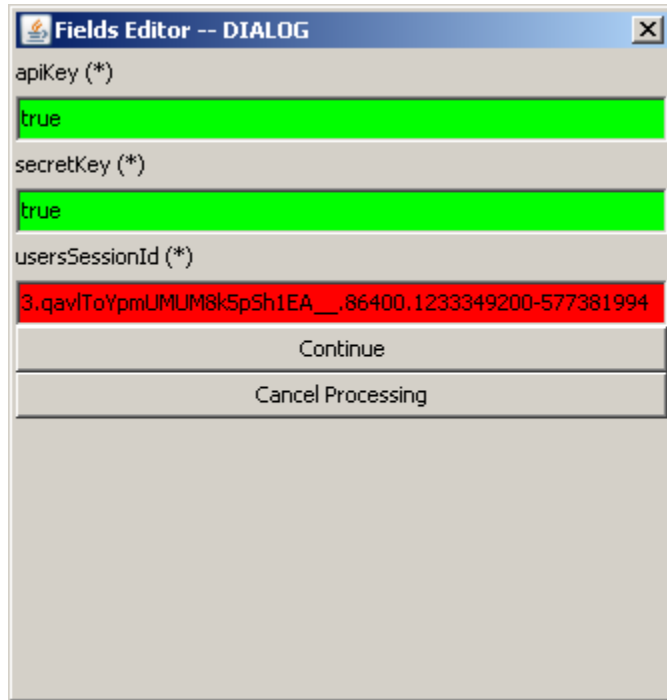 Fields Editor -- DIALOG
apiKey (*)
true
secretKey (*)
true
usersSessionId (*)
3.qavlToYpmUMUM8k5pSh1EA__.86400.1233349200-577381994
Continue
Cancel Processing